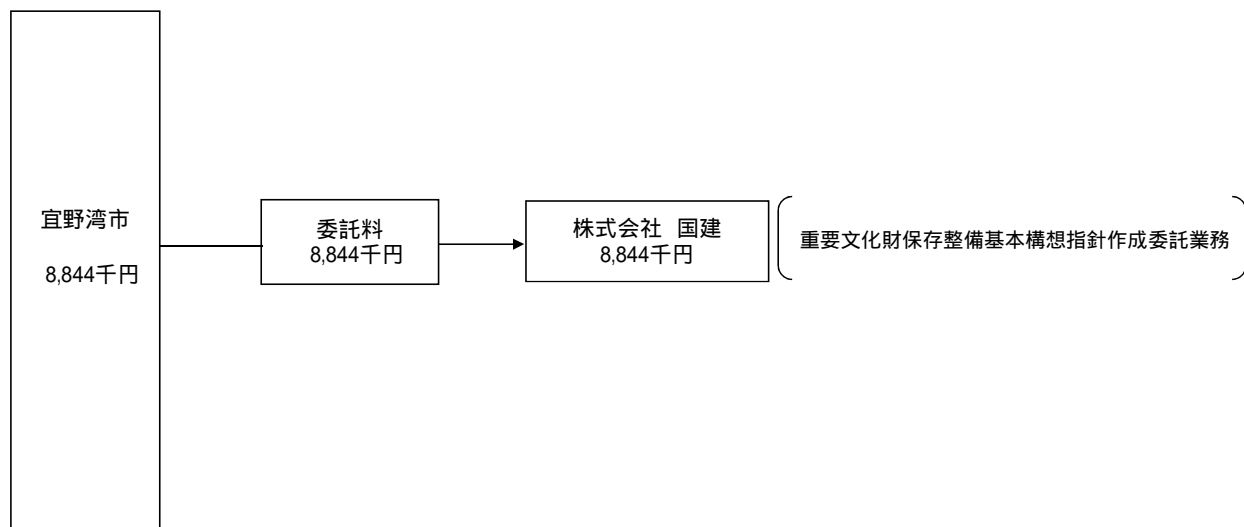 宜野湾市
8,844千円
委託料
8,844千円
株式会社 国建
8,844千円
重要文化財保存整備基本構想指針作成委託業務